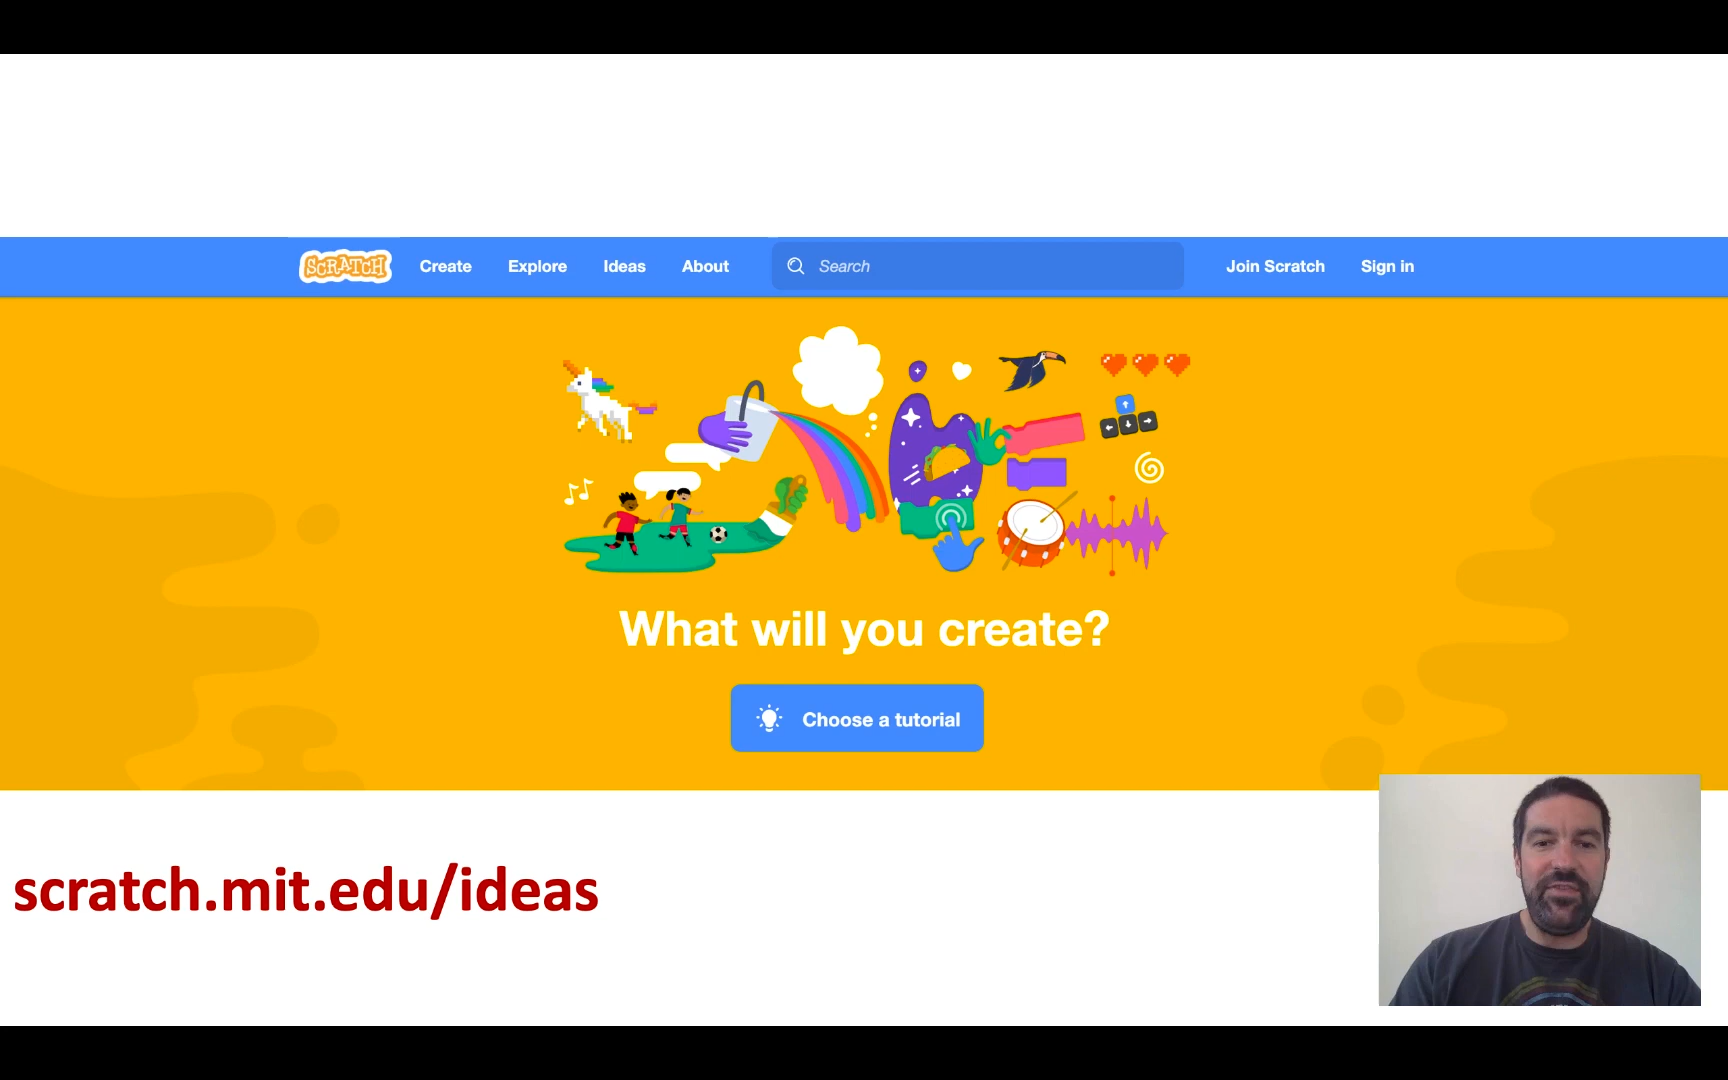 SCRATCH
Create
Explore
Ideas
About
Search
Join Scratch
Sign in
What will you create?
Choose a tutorial
scratch.mit.edu/ideas